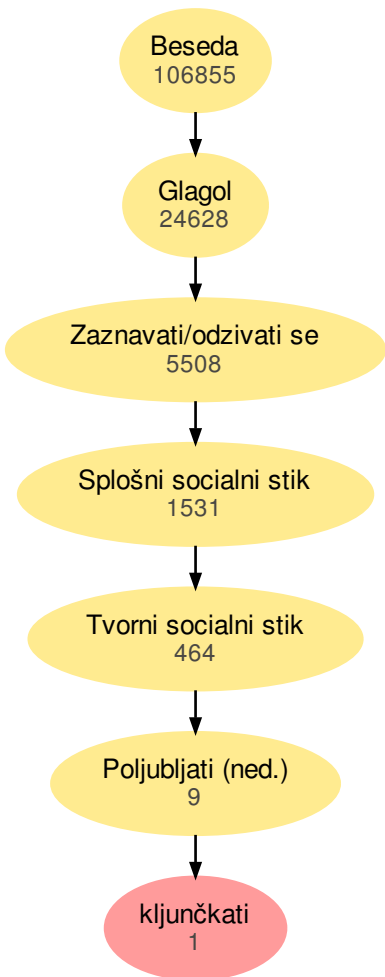 Beseda
106855
Glagol
24628
Zaznavati/odzivati se
5508
Splošni socialni stik
1531
Tvorni socialni stik
464
Poljubljati (ned.)
9
kljunčkati
1